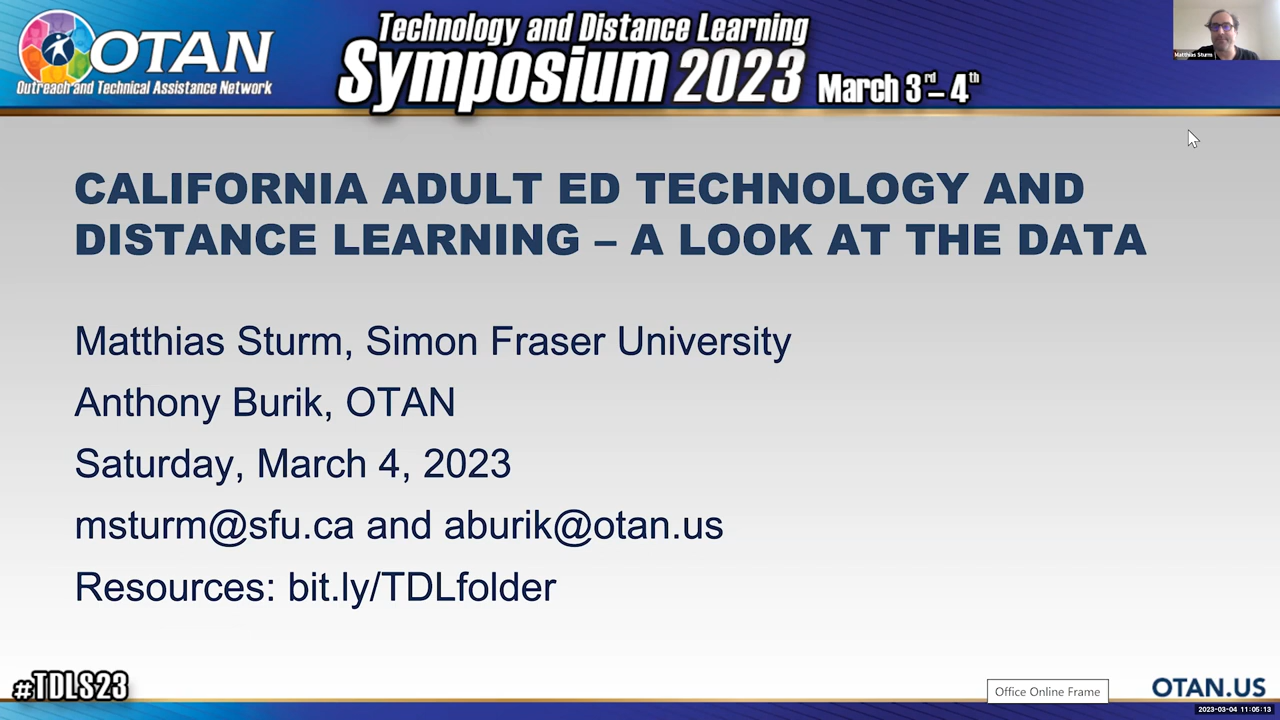 OTAN
Outreach and Technical Assistance Network
Technology and Distance Learning
Symposium 2023 March 3rd – 4th
Matthias Sturm
CALIFORNIA ADULT ED TECHNOLOGY AND
DISTANCE LEARNING – A LOOK AT THE DATA
Matthias Sturm, Simon Fraser University
Anthony Burik, OTAN
Saturday, March 4, 2023
msturm@sfu.ca and aburik@otan.us
Resources: bit.ly/TDLfolder
#TDLS23
Office Online Frame
OTAN.US
2023-03-04 11:05:13